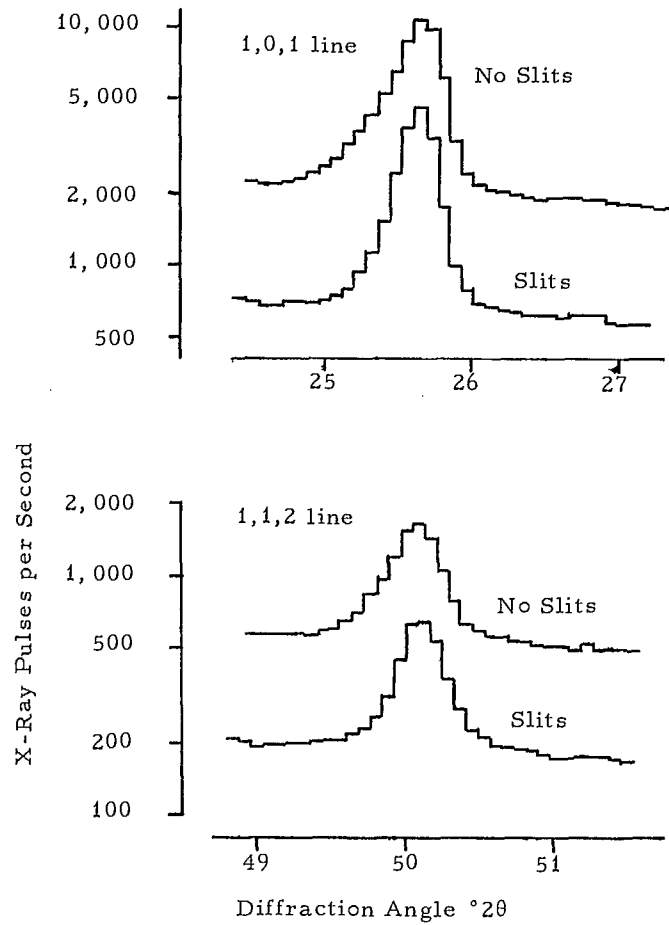 10,000
1,0,1 line
No Slits
5,000
2,000
1,000
Slits
500
25
26
27
X-Ray Pulses per Second
2,000
1,1,2 line
1,000
No Slits
500
Slits
200
100
49
50
51
Diffraction Angle °2θ